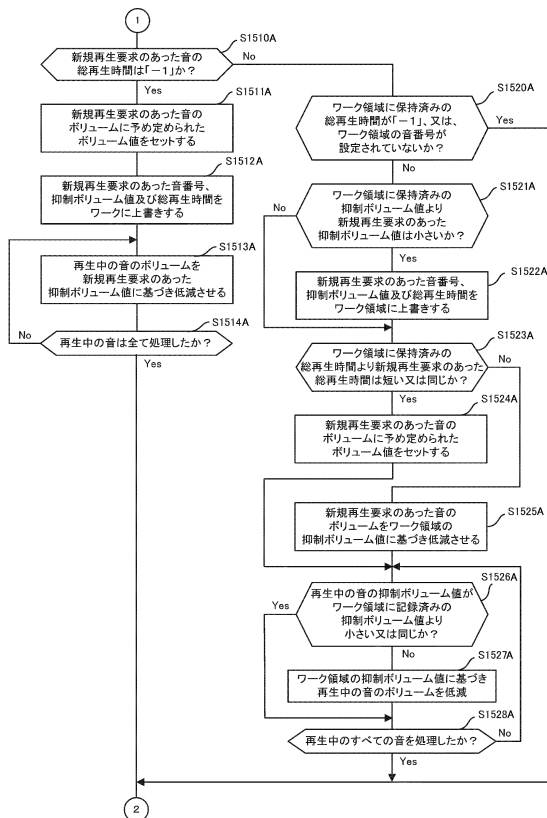 1
S1510A
新規再生要求のあった音の
総再生時間は「－1」か？
No
Yes
S1511A
新規再生要求のあった音の
ボリュームに予め定められた
ボリューム値をセットする
S1512A
新規再生要求のあった音番号、
抑制ボリューム値及び総再生時間を
ワークに上書きする
S1513A
再生中の音のボリュームを
新規再生要求のあった
抑制ボリューム値に基づき低減させる
S1514A
No
再生中の音は全て処理したか？
Yes
S1520A
ワーク領域に保持済みの
総再生時間が「－1」、又は、
ワーク領域の音番号が
設定されていないか？
Yes
No
S1521A
ワーク領域に保持済みの
抑制ボリューム値より
新規再生要求のあった
抑制ボリューム値は小さいか？
No
Yes
S1522A
新規再生要求のあった音番号、
抑制ボリューム値及び総再生時間を
ワーク領域に上書きする
S1523A
ワーク領域に保持済みの
総再生時間より新規再生要求のあった
総再生時間は短い又は同じか？
No
Yes
S1524A
新規再生要求のあった音の
ボリュームに予め定められた
ボリューム値をセットする
新規再生要求のあった音の
ボリュームをワーク領域の
抑制ボリューム値に基づき低減させる
S1525A
S1526A
再生中の音の抑制ボリューム値が
ワーク領域に記録済みの
抑制ボリューム値より
小さい又は同じか？
Yes
No
S1527A
ワーク領域の抑制ボリューム値に基づき
再生中の音のボリュームを低減
S1528A
再生中のすべての音を処理したか？
No
Yes
2